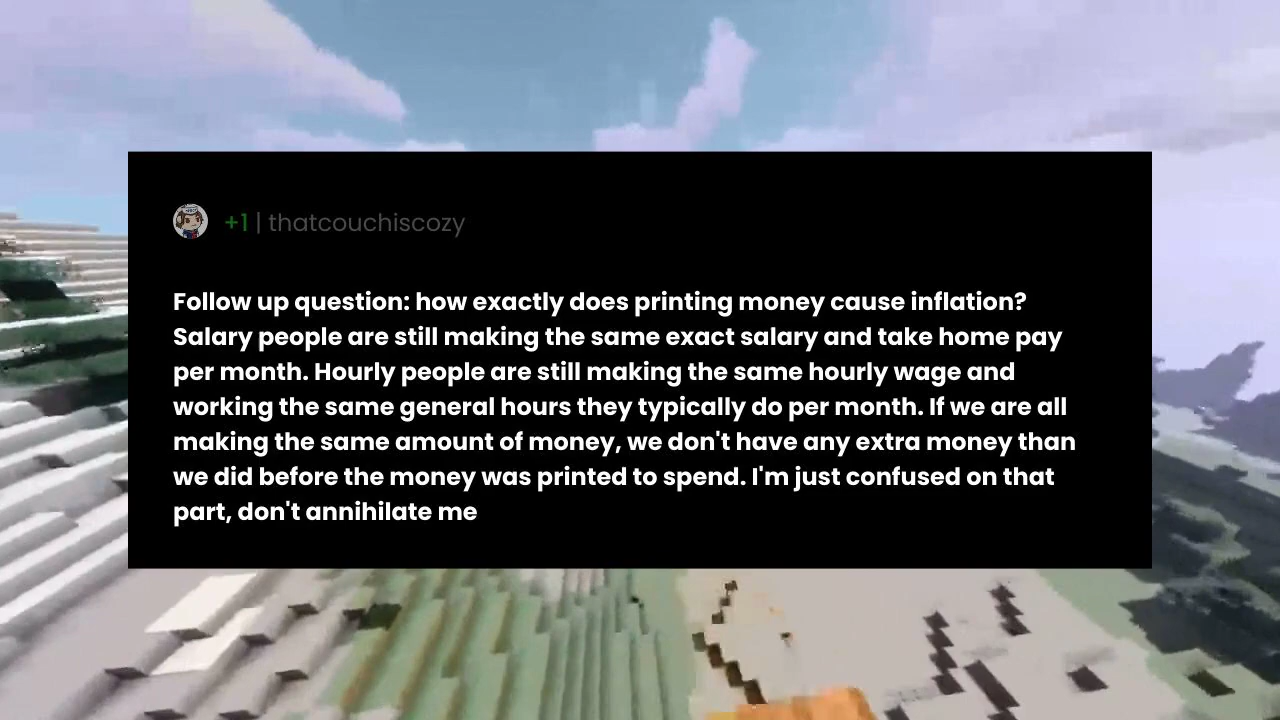 +1 | thatcouchiscozy
Follow up question: how exactly does printing money cause inflation?
Salary people are still making the same exact salary and take home pay
per month. Hourly people are still making the same hourly wage and
working the same general hours they typically do per month. If we are all
making the same amount of money, we don't have any extra money than
we did before the money was printed to spend. I'm just confused on that
part, don't annihilate me